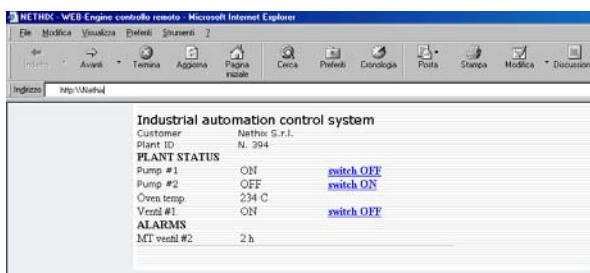 NETHIX - WEB-Engine controllo remoto - Microsoft Internet Explorer
File Modifica Visualizza Preferiti Strumenti ?
Indietro Avanti Termina Aggiorna Pagina iniziale Cerca Preferiti Cronologia Posta Stampa Modifica Discussion
Indirizzo http:\\Nethix
Industrial automation control system
Customer Nethix S.r.l.
Plant ID N. 394
PLANT STATUS
Pump #1 ON switch OFF
Pump #2 OFF switch ON
Oven temp. 234 C
Ventil #1. ON switch OFF
ALARMS
MT ventil #2 2 h